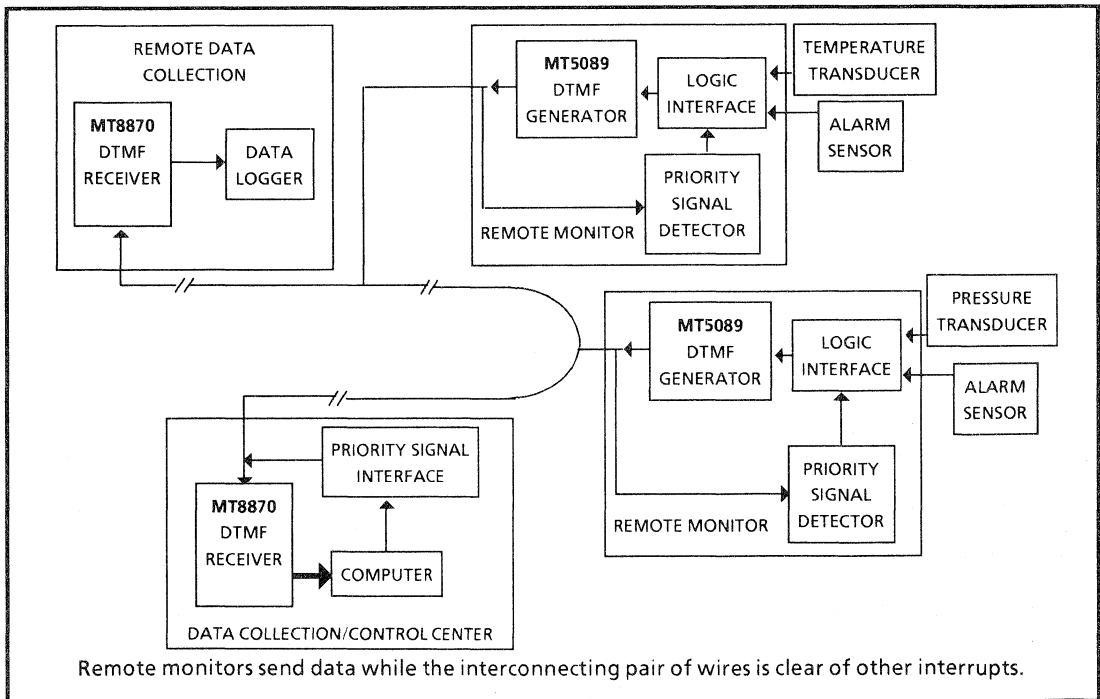 REMOTE DATA
COLLECTION
MT8870
DTMF
RECEIVER
DATA
LOGGER
MT5089
DTMF
GENERATOR
LOGIC
INTERFACE
TEMPERATURE
TRANSDUCER
ALARM
SENSOR
PRIORITY
SIGNAL
DETECTOR
REMOTE MONITOR
MT5089
DTMF
GENERATOR
LOGIC
INTERFACE
PRESSURE
TRANSDUCER
ALARM
SENSOR
PRIORITY
SIGNAL
DETECTOR
REMOTE MONITOR
PRIORITY SIGNAL
INTERFACE
MT8870
DTMF
RECEIVER
COMPUTER
DATA COLLECTION/CONTROL CENTER
Remote monitors send data while the interconnecting pair of wires is clear of other interrupts.